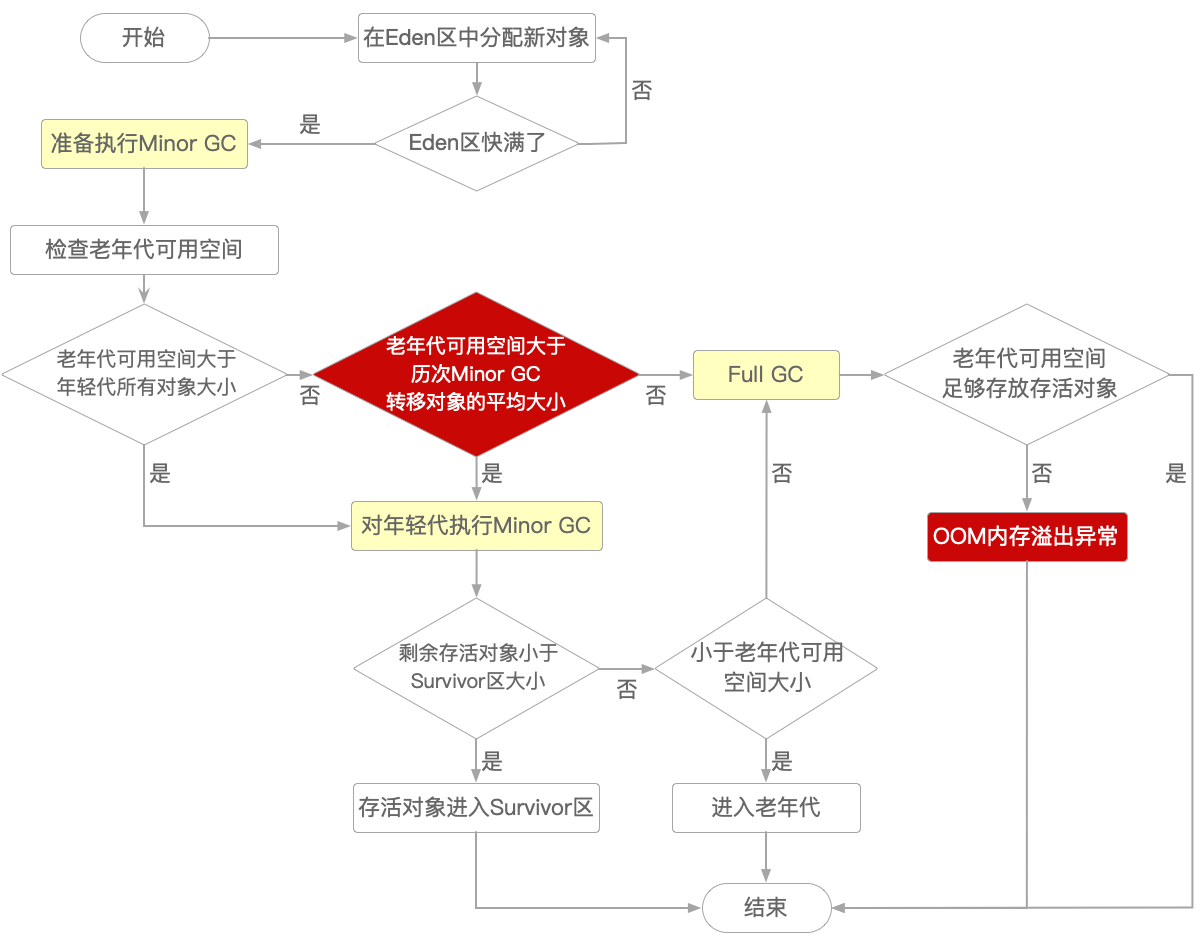 开始
在Eden区中分配新对象
否
是
Eden区快满了
准备执行Minor GC
检查老年代可用空间
老年代可用空间大于
年轻代所有对象大小
否
老年代可用空间大于
历次Minor GC
转移对象的平均大小
否
Full GC
老年代可用空间
足够存放存活对象
是
是
否
否
是
对年轻代执行Minor GC
OOM内存溢出异常
剩余存活对象小于
Survivor区大小
否
小于老年代可用
空间大小
是
是
存活对象进入Survivor区
进入老年代
结束